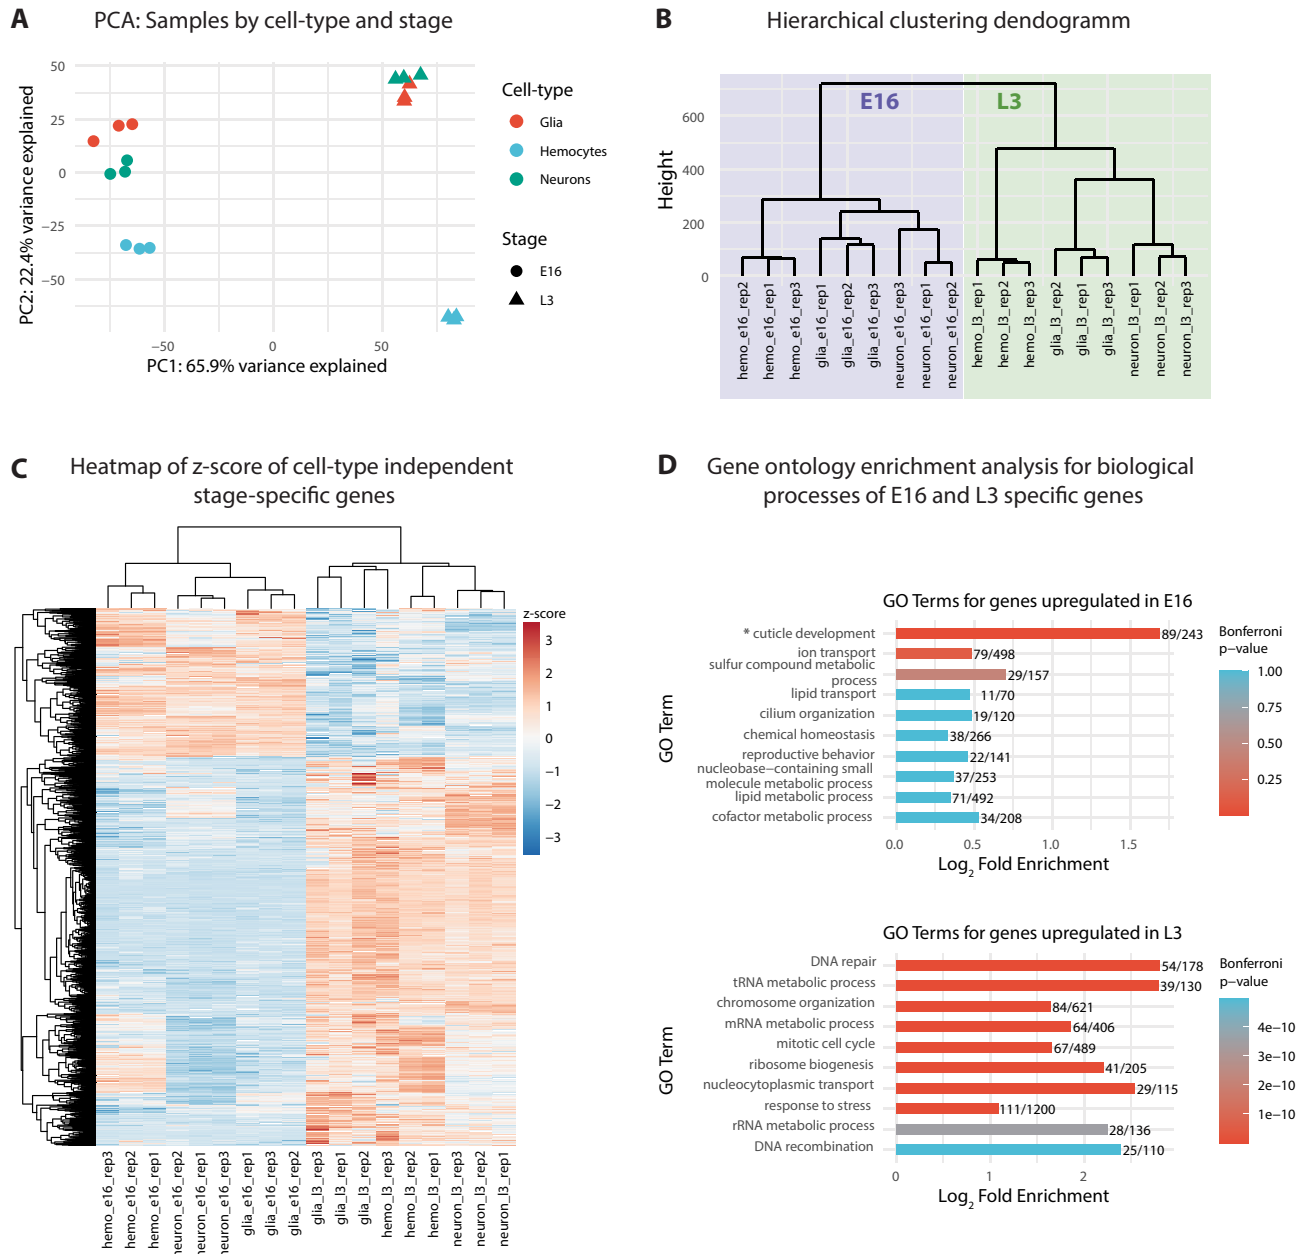 A
PCA: Samples by cell-type and stage
PC2: 22.4% variance explained
50
25
0
−25
−50
−50
0
50
PC1: 65.9% variance explained
Cell-type
Glia
Hemocytes
Neurons
Stage
E16
L3
B
Hierarchical clustering dendogramm
E16
L3
Height
600
400
200
0
hemo_e16_rep2
hemo_e16_rep1
hemo_e16_rep3
glia_e16_rep1
glia_e16_rep2
glia_e16_rep3
neuron_e16_rep3
neuron_e16_rep1
neuron_e16_rep2
hemo_l3_rep1
hemo_l3_rep2
hemo_l3_rep3
glia_l3_rep2
glia_l3_rep1
glia_l3_rep3
neuron_l3_rep1
neuron_l3_rep2
neuron_l3_rep3
C
Heatmap of z-score of cell-type independent
stage-specific genes
z-score
3
2
1
0
−1
−2
−3
hemo_e16_rep3
hemo_e16_rep2
hemo_e16_rep1
neuron_e16_rep2
neuron_e16_rep1
neuron_e16_rep3
glia_e16_rep1
glia_e16_rep3
glia_e16_rep2
glia_l3_rep3
glia_l3_rep1
glia_l3_rep2
hemo_l3_rep3
hemo_l3_rep2
hemo_l3_rep1
neuron_l3_rep3
neuron_l3_rep2
neuron_l3_rep1
D
Gene ontology enrichment analysis for biological
processes of E16 and L3 specific genes
GO Terms for genes upregulated in E16
GO Term
* cuticle development 89/243
ion transport 79/498
sulfur compound metabolic
process 29/157
lipid transport 11/70
cilium organization 19/120
chemical homeostasis 38/266
reproductive behavior 22/141
nucleobase−containing small
molecule metabolic process 37/253
lipid metabolic process 71/492
cofactor metabolic process 34/208
0.0 0.5 1.0 1.5
Log2 Fold Enrichment
Bonferroni
p−value
1.00
0.75
0.50
0.25
GO Terms for genes upregulated in L3
GO Term
DNA repair 54/178
tRNA metabolic process 39/130
chromosome organization 84/621
mRNA metabolic process 64/406
mitotic cell cycle 67/489
ribosome biogenesis 41/205
nucleocytoplasmic transport 29/115
response to stress 111/1200
rRNA metabolic process 28/136
DNA recombination 25/110
0 1 2
Log2 Fold Enrichment
Bonferroni
p−value
4e−10
3e−10
2e−10
1e−10